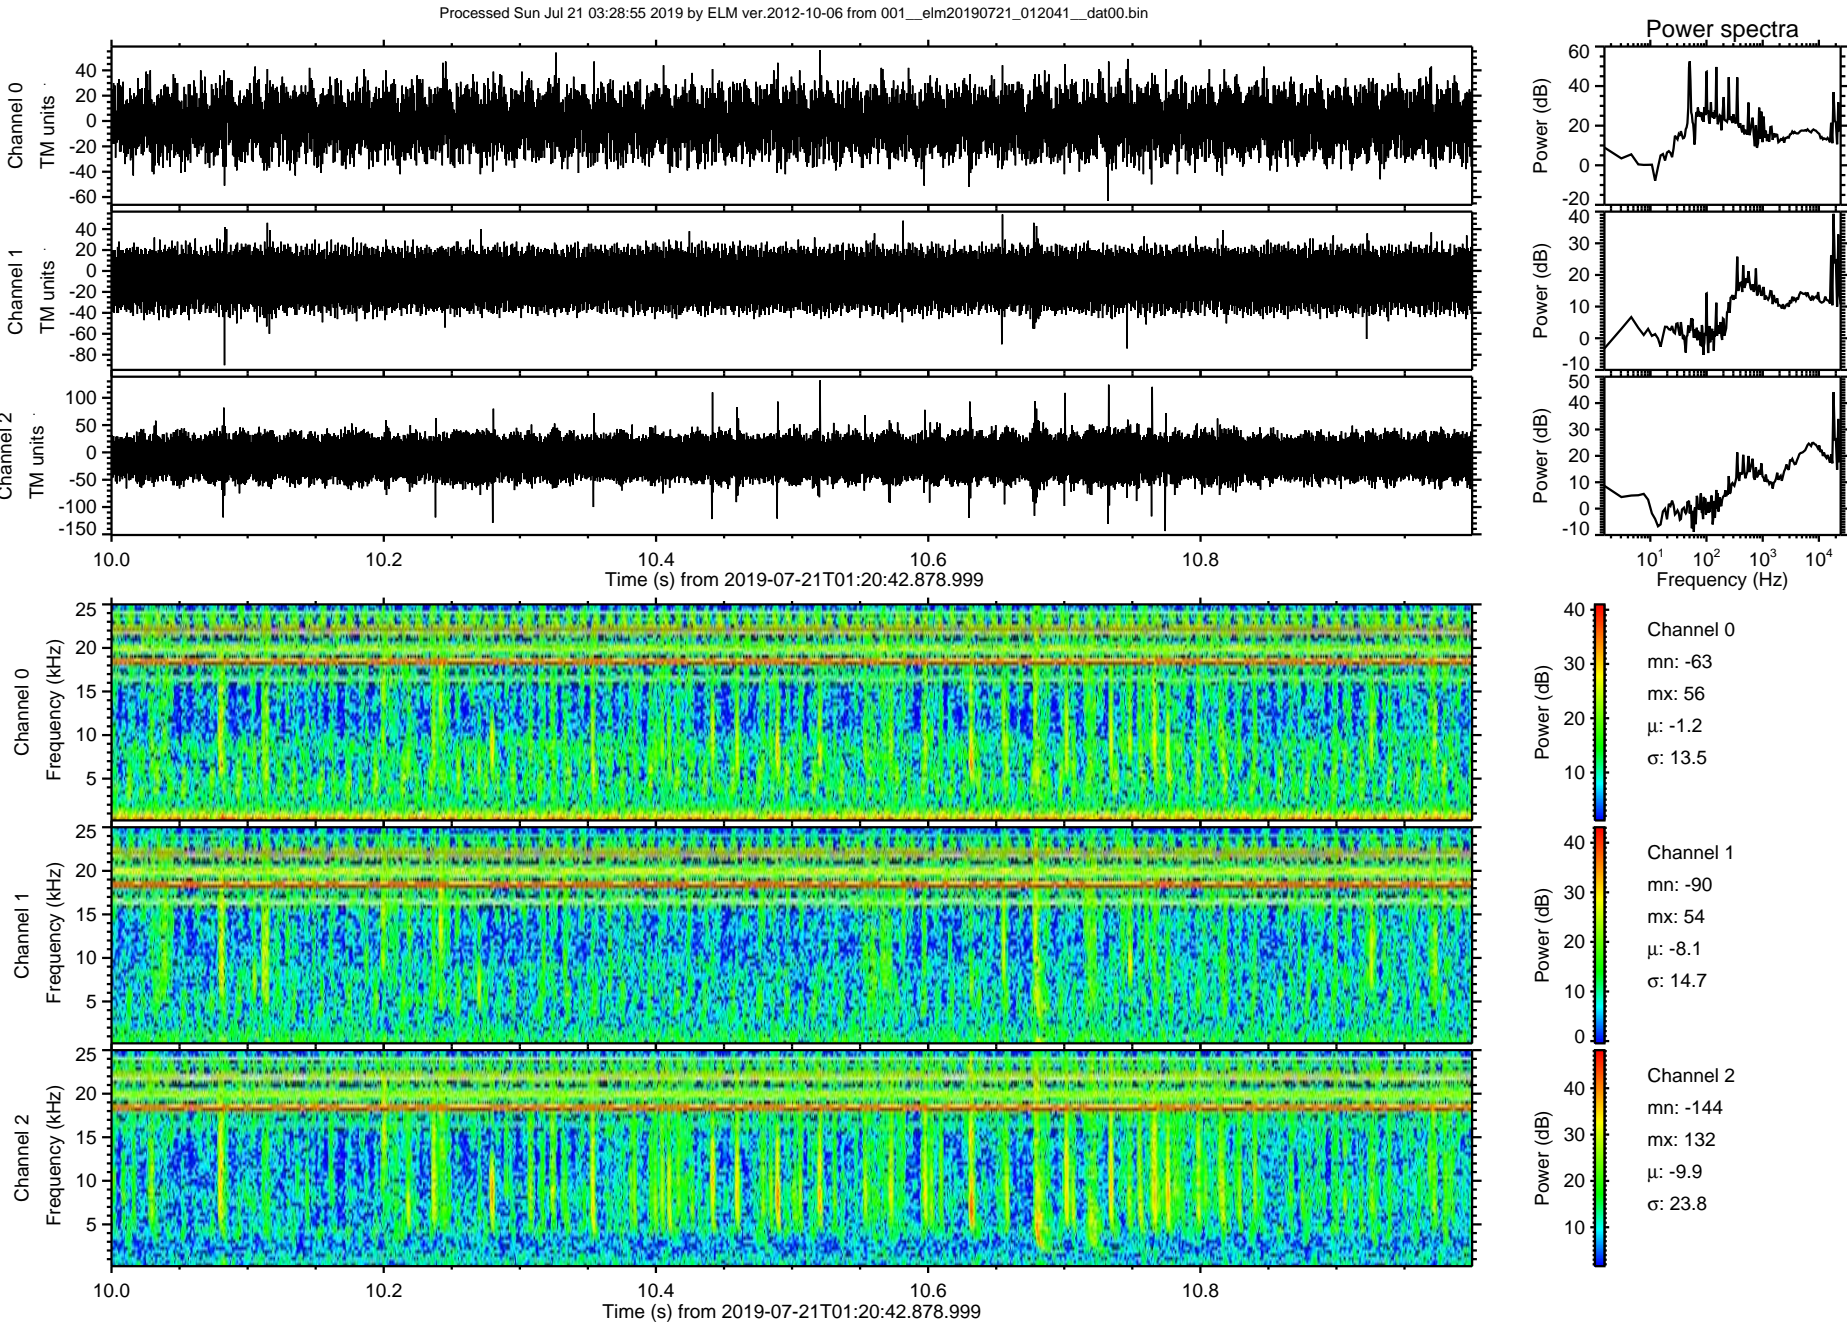 Processed Sun Jul 21 03:28:55 2019 by ELM ver.2012-10-06 from 001__elm20190721_012041__dat00.bin
Power spectra
Channel 0
TM units
40
20
0
-20
-40
-60
Power (dB)
60
40
20
0
-20
Channel 1
TM units
40
20
0
-20
-40
-60
-80
Power (dB)
40
30
20
10
0
-10
Channel 2
TM units
100
50
0
-50
-100
-150
Power (dB)
50
40
30
20
10
0
-10
10.0 10.2 10.4 10.6 10.8
Time (s) from 2019-07-21T01:20:42.878.999
10^1 10^2 10^3 10^4
Frequency (Hz)
Channel 0
Frequency (kHz)
25
20
15
10
5
Power (dB)
40
30
20
10
Channel 0
mn: -63
mx: 56
μ: -1.2
σ: 13.5
Channel 1
Frequency (kHz)
25
20
15
10
5
Power (dB)
40
30
20
10
0
Channel 1
mn: -90
mx: 54
μ: -8.1
σ: 14.7
Channel 2
Frequency (kHz)
25
20
15
10
5
Power (dB)
40
30
20
10
Channel 2
mn: -144
mx: 132
μ: -9.9
σ: 23.8
10.0 10.2 10.4 10.6 10.8
Time (s) from 2019-07-21T01:20:42.878.999